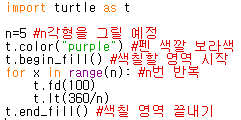 import turtle as t

n=5 #n각형을 그릴 예정
t.color("purple") #펜 색깔 보라색
t.begin_fill() #색칠할 영역 시작
for x in range(n): #n번 반복
    t.fd(100)
    t.lt(360/n)
t.end_fill() #색칠 영역 끝내기